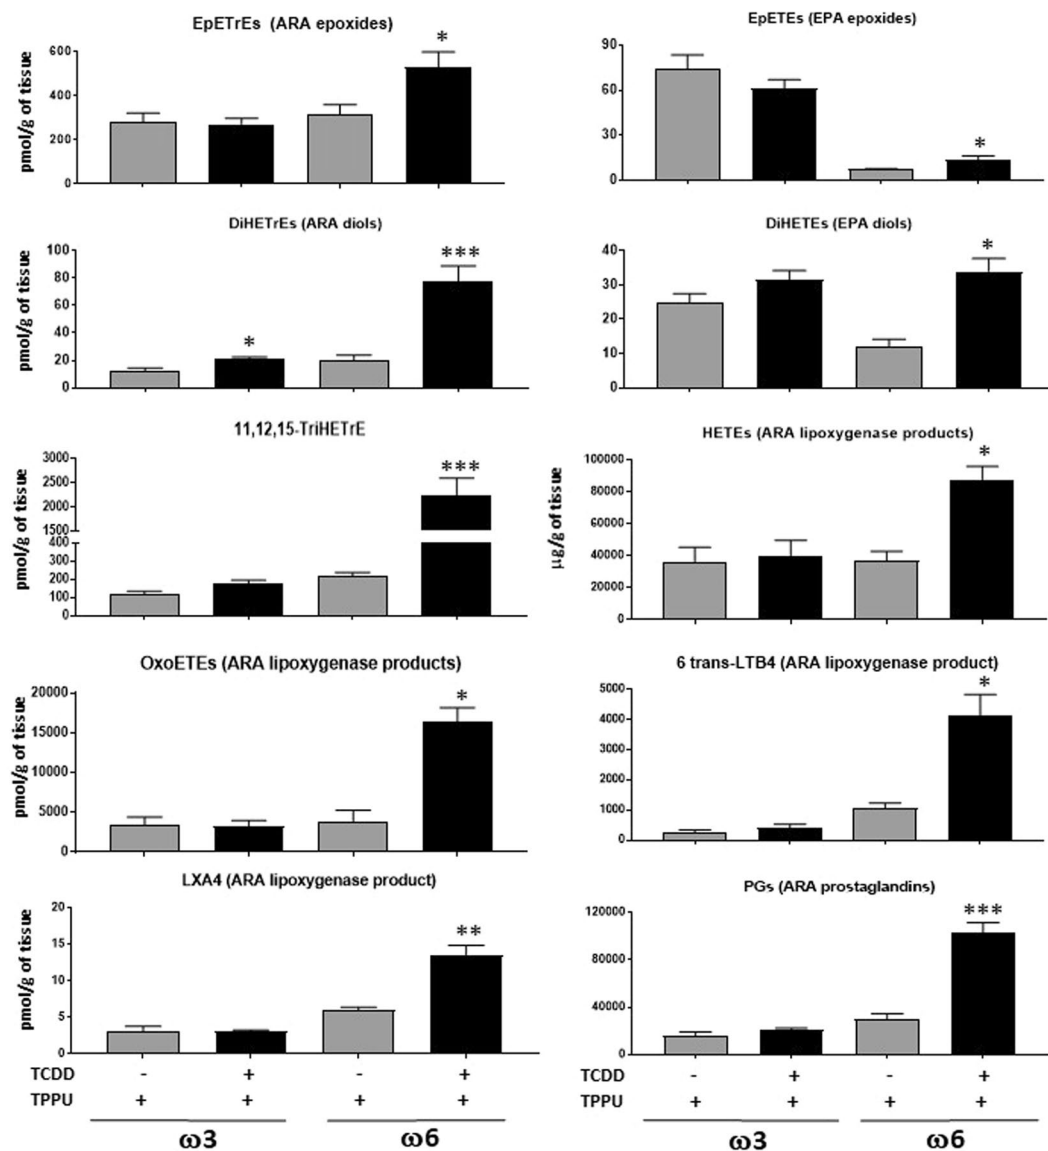 EpETrEs (ARA epoxides)
pmol/g of tissue
600
400
200
0
*
EpETEs (EPA epoxides)
90
60
30
0
*
DiHETrEs (ARA diols)
pmol/g of tissue
100
80
60
40
20
0
*
***
DiHETEs (EPA diols)
40
30
20
10
0
*
11,12,15-TriHETrE
pmol/g of tissue
3000
2500
2000
1500
400
300
200
100
0
***
HETEs (ARA lipoxygenase products)
µg/g of tissue
100000
80000
60000
40000
20000
0
*
OxoETEs (ARA lipoxygenase products)
pmol/g of tissue
20000
15000
10000
5000
0
*
6 trans-LTB4 (ARA lipoxygenase product)
5000
4000
3000
2000
1000
0
*
LXA4 (ARA lipoxygenase product)
pmol/g of tissue
20
15
10
5
0
**
PGs (ARA prostaglandins)
120000
80000
40000
0
***
TCDD - + - +
TPPU + + + +
ω3 ω6
TCDD - + - +
TPPU + + + +
ω3 ω6